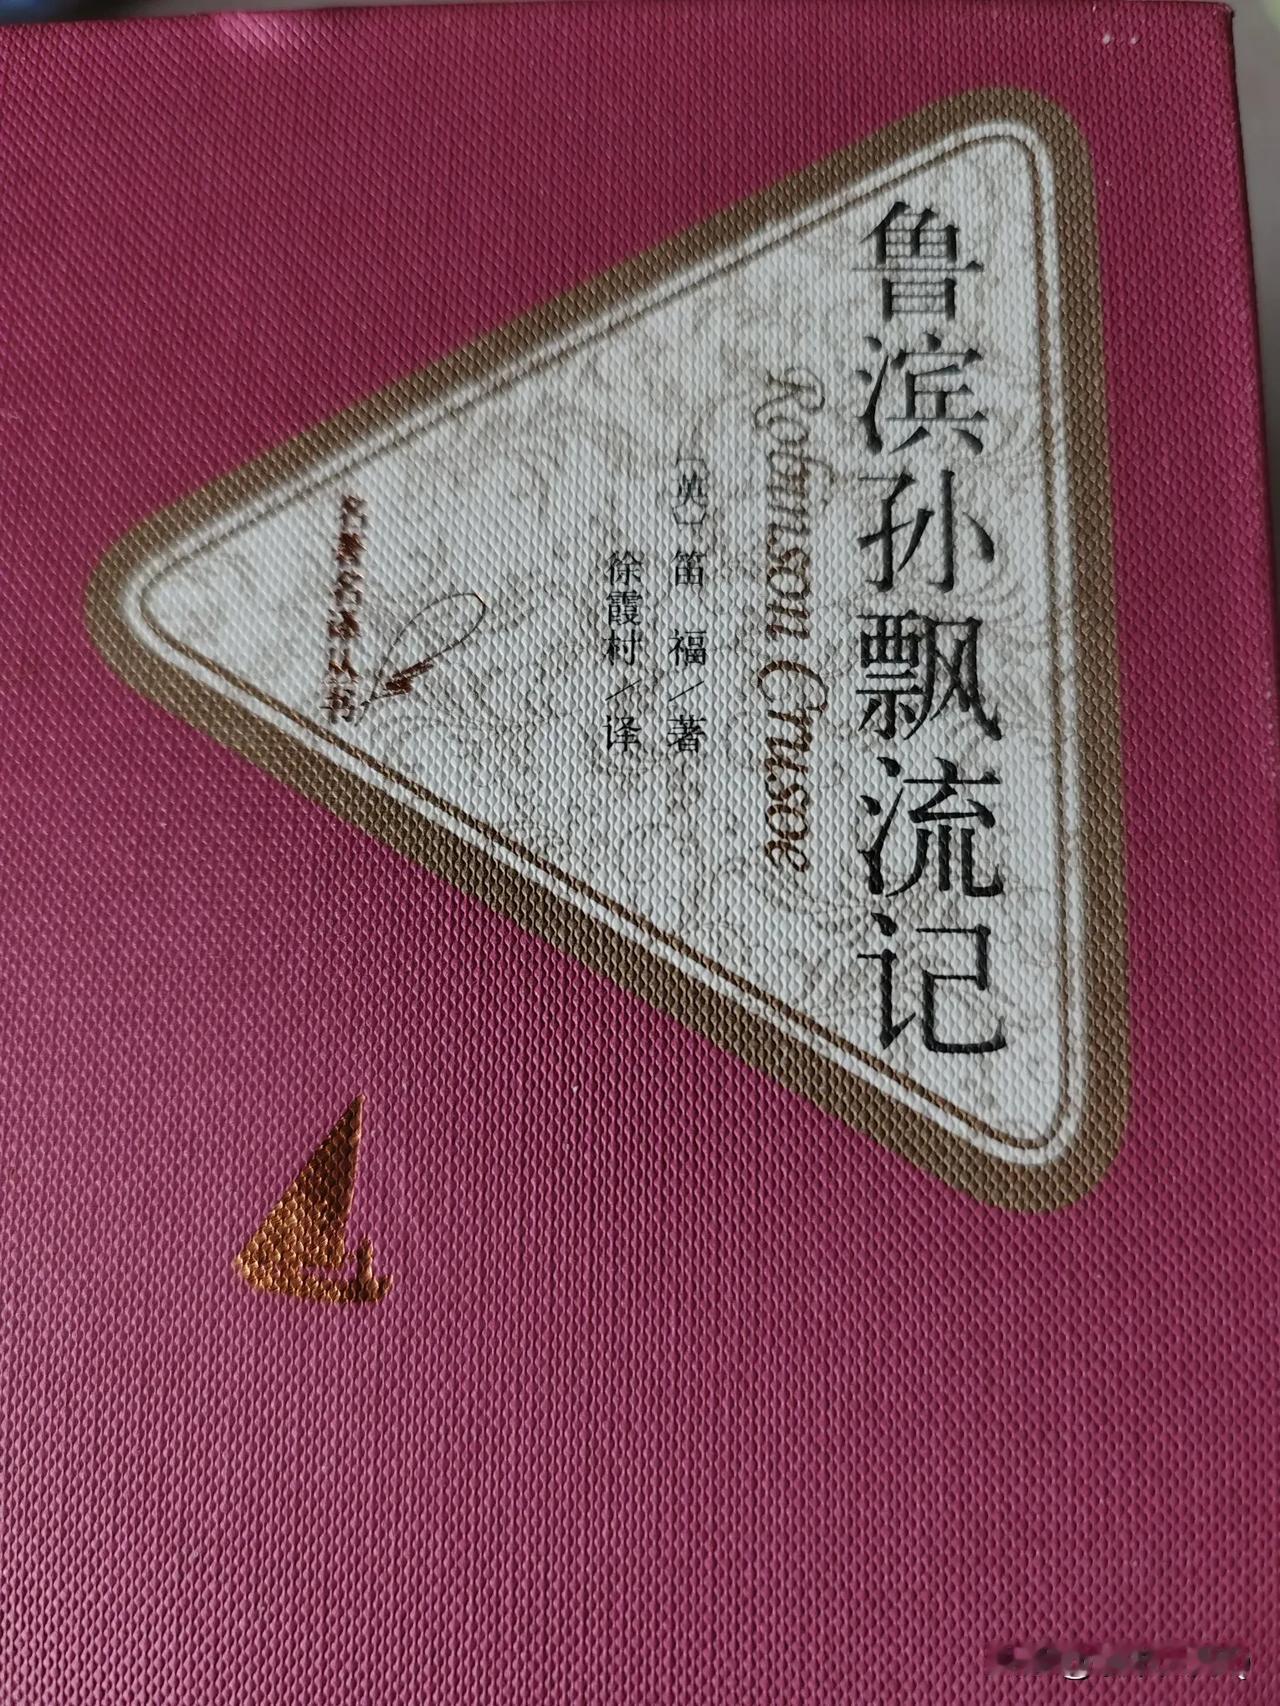 鲁滨孙飘流记
Robinson Crusoe
〔英〕笛 福/著
徐霞村/译
名著名译丛书